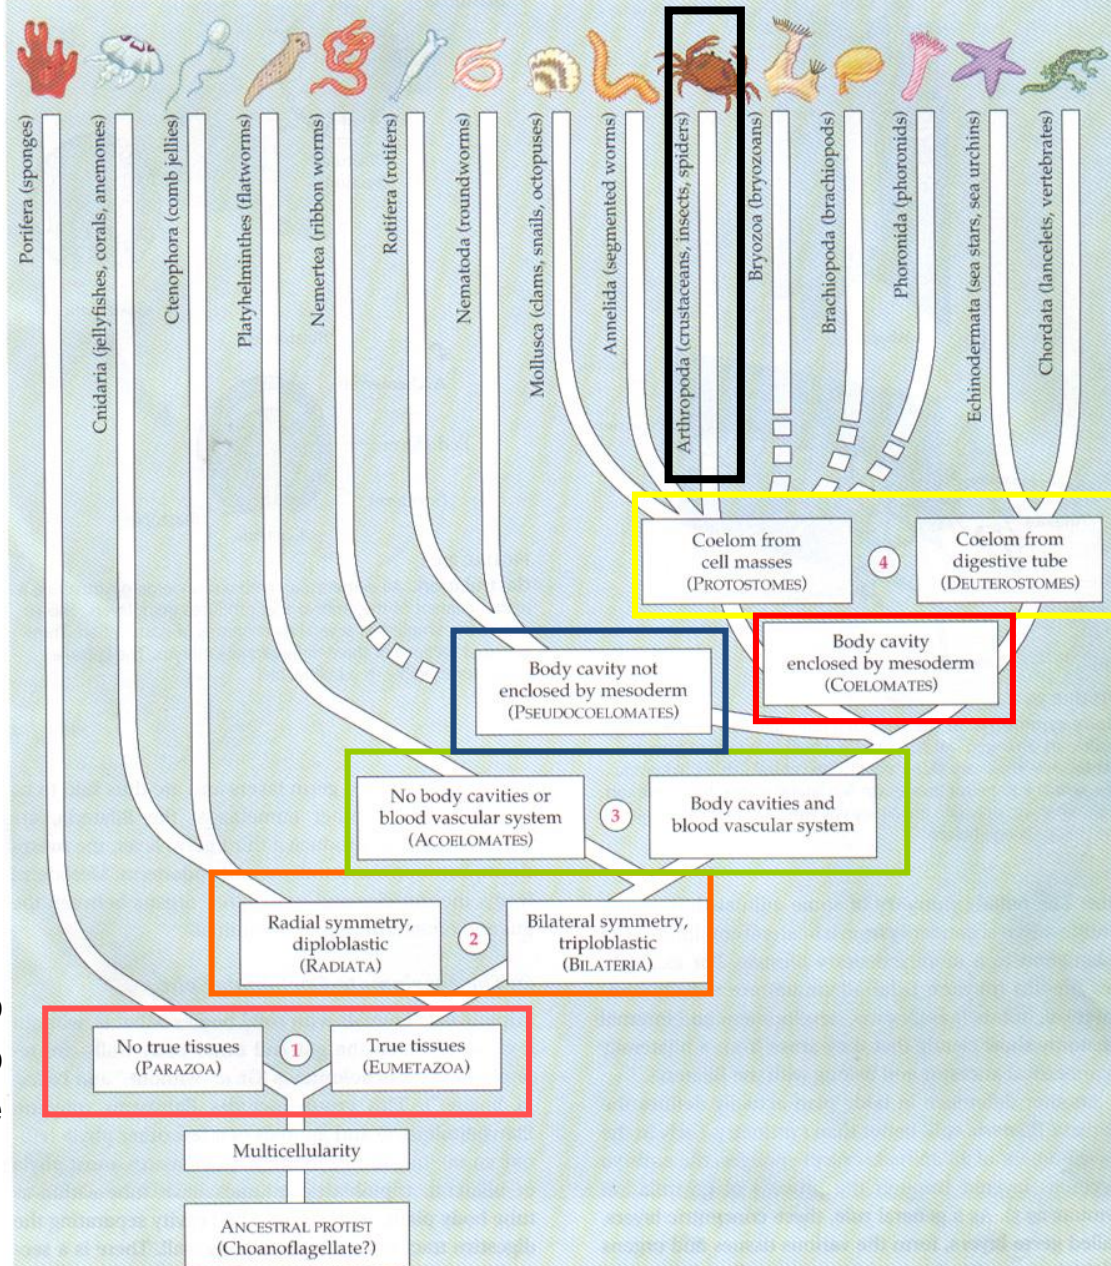 Porifera (sponges)
Cnidaria (jellyfishes, corals, anemones)
Ctenophora (comb jellies)
Platyhelminthes (flatworms)
Nemertea (ribbon worms)
Rotifera (rotifers)
Nematoda (roundworms)
Mollusca (clams, snails, octopuses)
Annelida (segmented worms)
Arthropoda (crustaceans, insects, spiders)
Bryozoa (bryozoans)
Brachiopoda (brachiopods)
Phoronida (phoronids)
Echinodermata (sea stars, sea urchins)
Chordata (lancelets, vertebrates)
Coelom from
cell masses
(PROTOSTOMES)
4
Coelom from
digestive tube
(DEUTEROSTOMES)
Body cavity not
enclosed by mesoderm
(PSEUDOCOELOMATES)
Body cavity
enclosed by mesoderm
(COELOMATES)
No body cavities or
blood vascular system
(ACOELOMATES)
3
Body cavities and
blood vascular system
Radial symmetry,
diploblastic
(RADIATA)
2
Bilateral symmetry,
triploblastic
(BILATERIA)
No true tissues
(PARAZOA)
1
True tissues
(EUMETAZOA)
Multicellularity
ANCESTRAL PROTIST
(Choanoflagellate?)